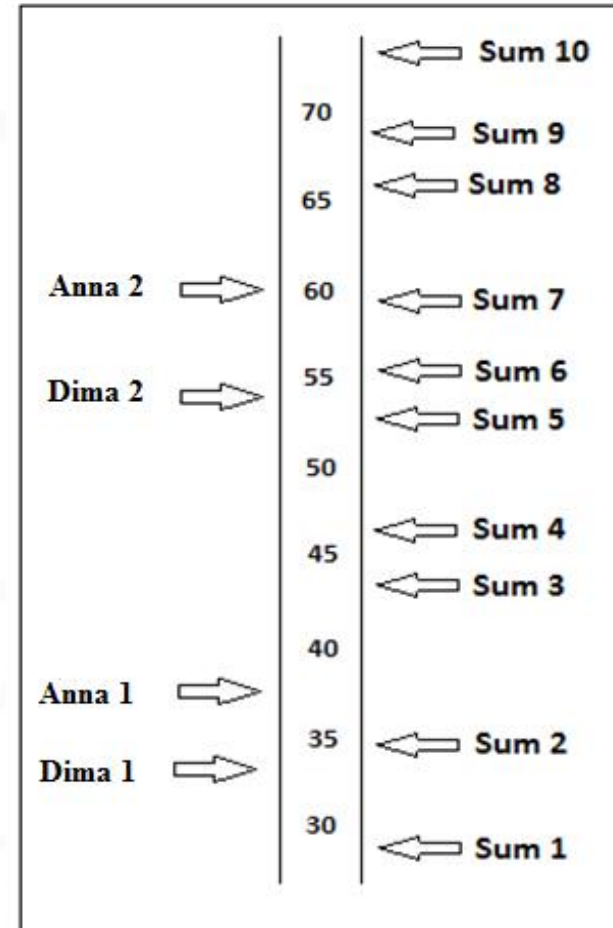 Sum 10
70
Sum 9
Sum 8
65
Anna 2
60
Sum 7
Sum 6
55
Dima 2
Sum 5
50
Sum 4
45
Sum 3
40
Anna 1
35
Sum 2
Dima 1
30
Sum 1